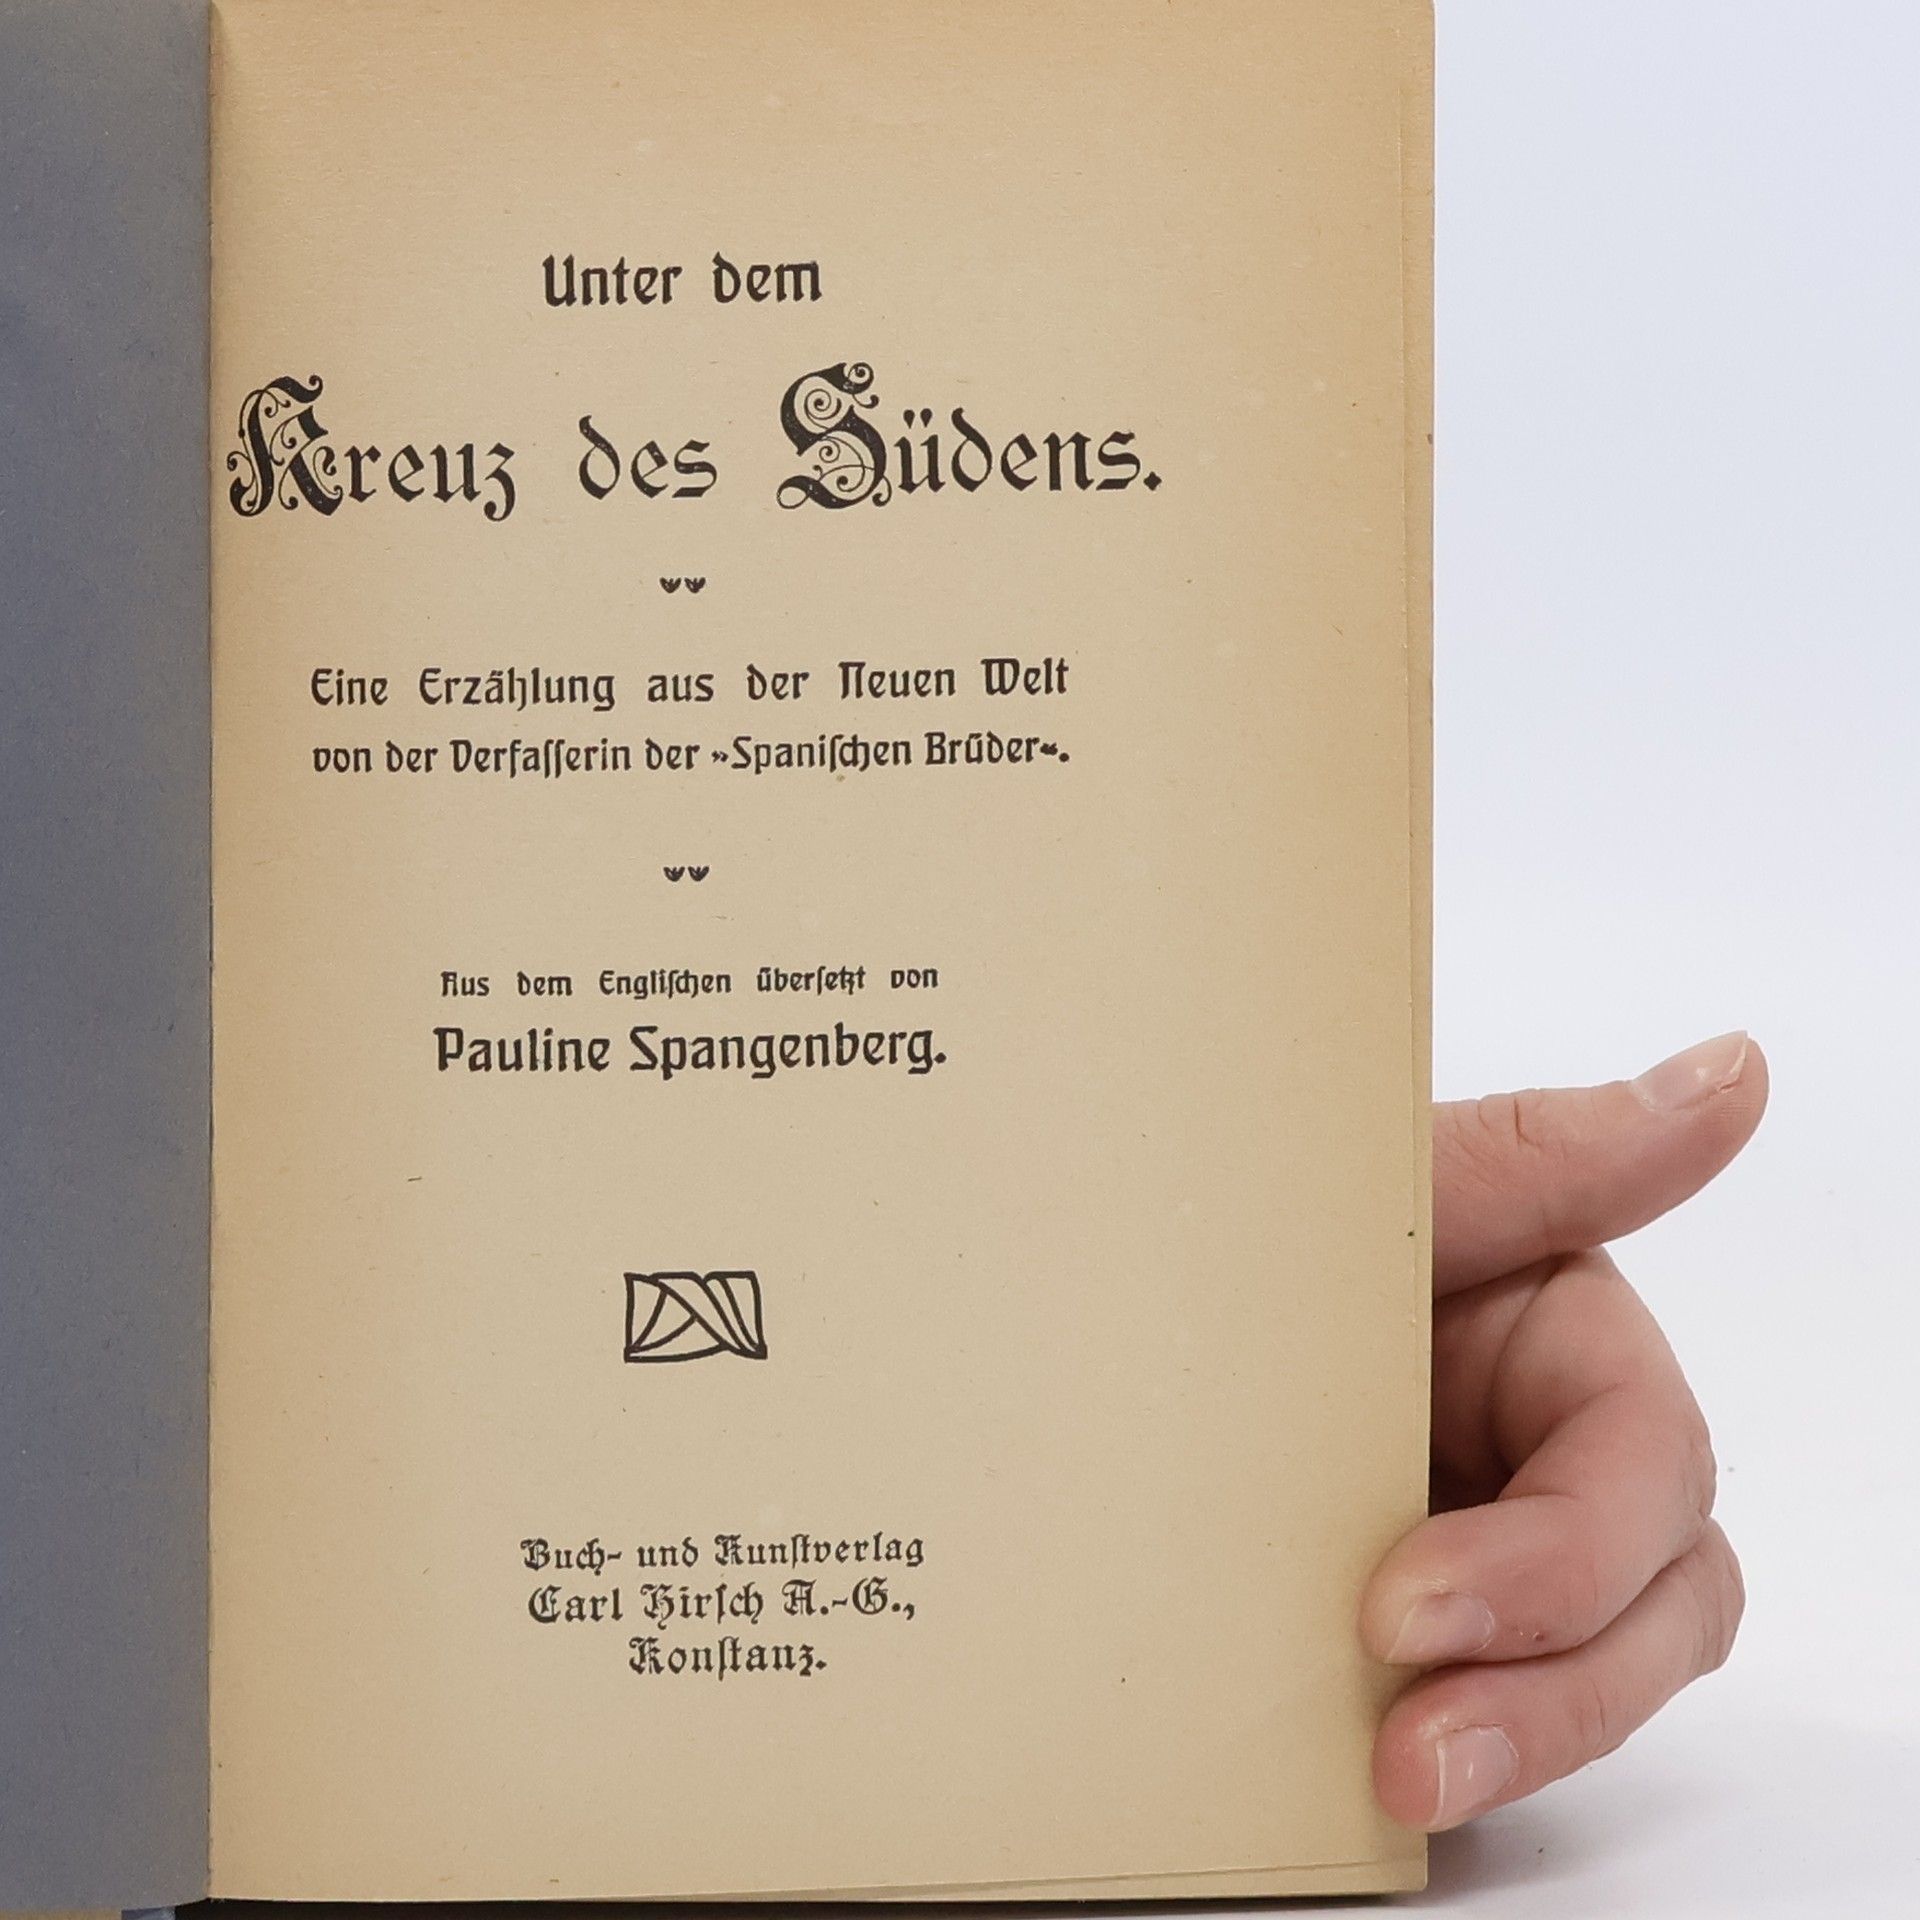 Unter dem
Kreuz des Südens.
Eine Erzählung aus der Neuen Welt
von der Verfaſſerin der »Spaniſchen Brüder«.
Aus dem Engliſchen überſetzt von
Pauline Spangenberg.
Buch- und Kunſtverlag
Carl Hirſch A.-G.,
Konſtanz.